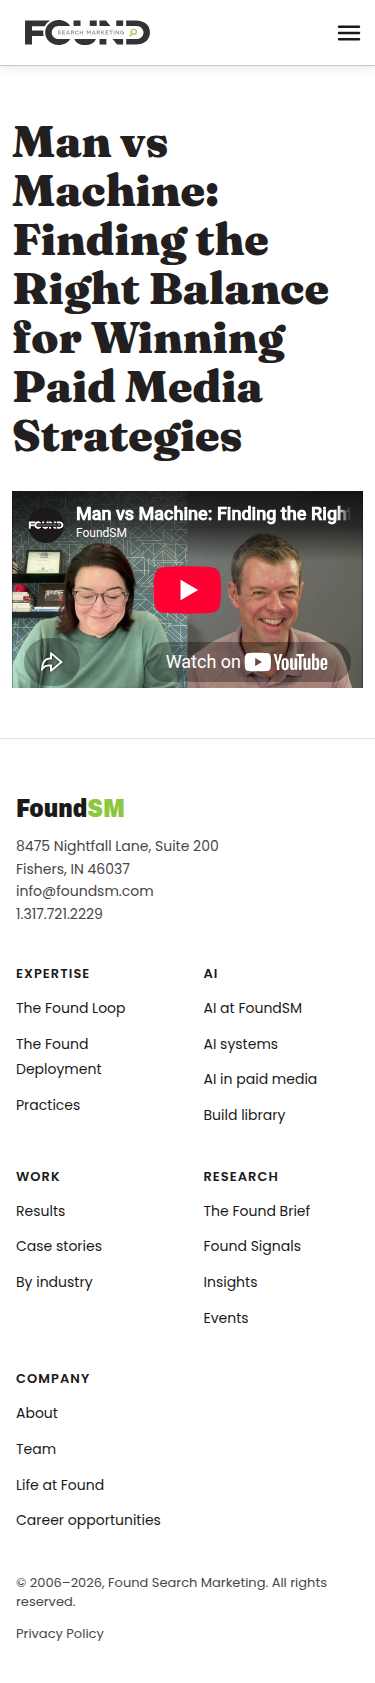 FOUND
SEARCH MARKETING
Man vs
Machine:
Finding the
Right Balance
for Winning
Paid Media
Strategies
FOUND
Man vs Machine: Finding the Right
FoundSM
Watch on YouTube
FoundSM
8475 Nightfall Lane, Suite 200
Fishers, IN 46037
info@foundsm.com
1.317.721.2229
EXPERTISE
The Found Loop
The Found
Deployment
Practices
AI
AI at FoundSM
AI systems
AI in paid media
Build library
WORK
Results
Case stories
By industry
RESEARCH
The Found Brief
Found Signals
Insights
Events
COMPANY
About
Team
Life at Found
Career opportunities
© 2006–2026, Found Search Marketing. All rights
reserved.
Privacy Policy